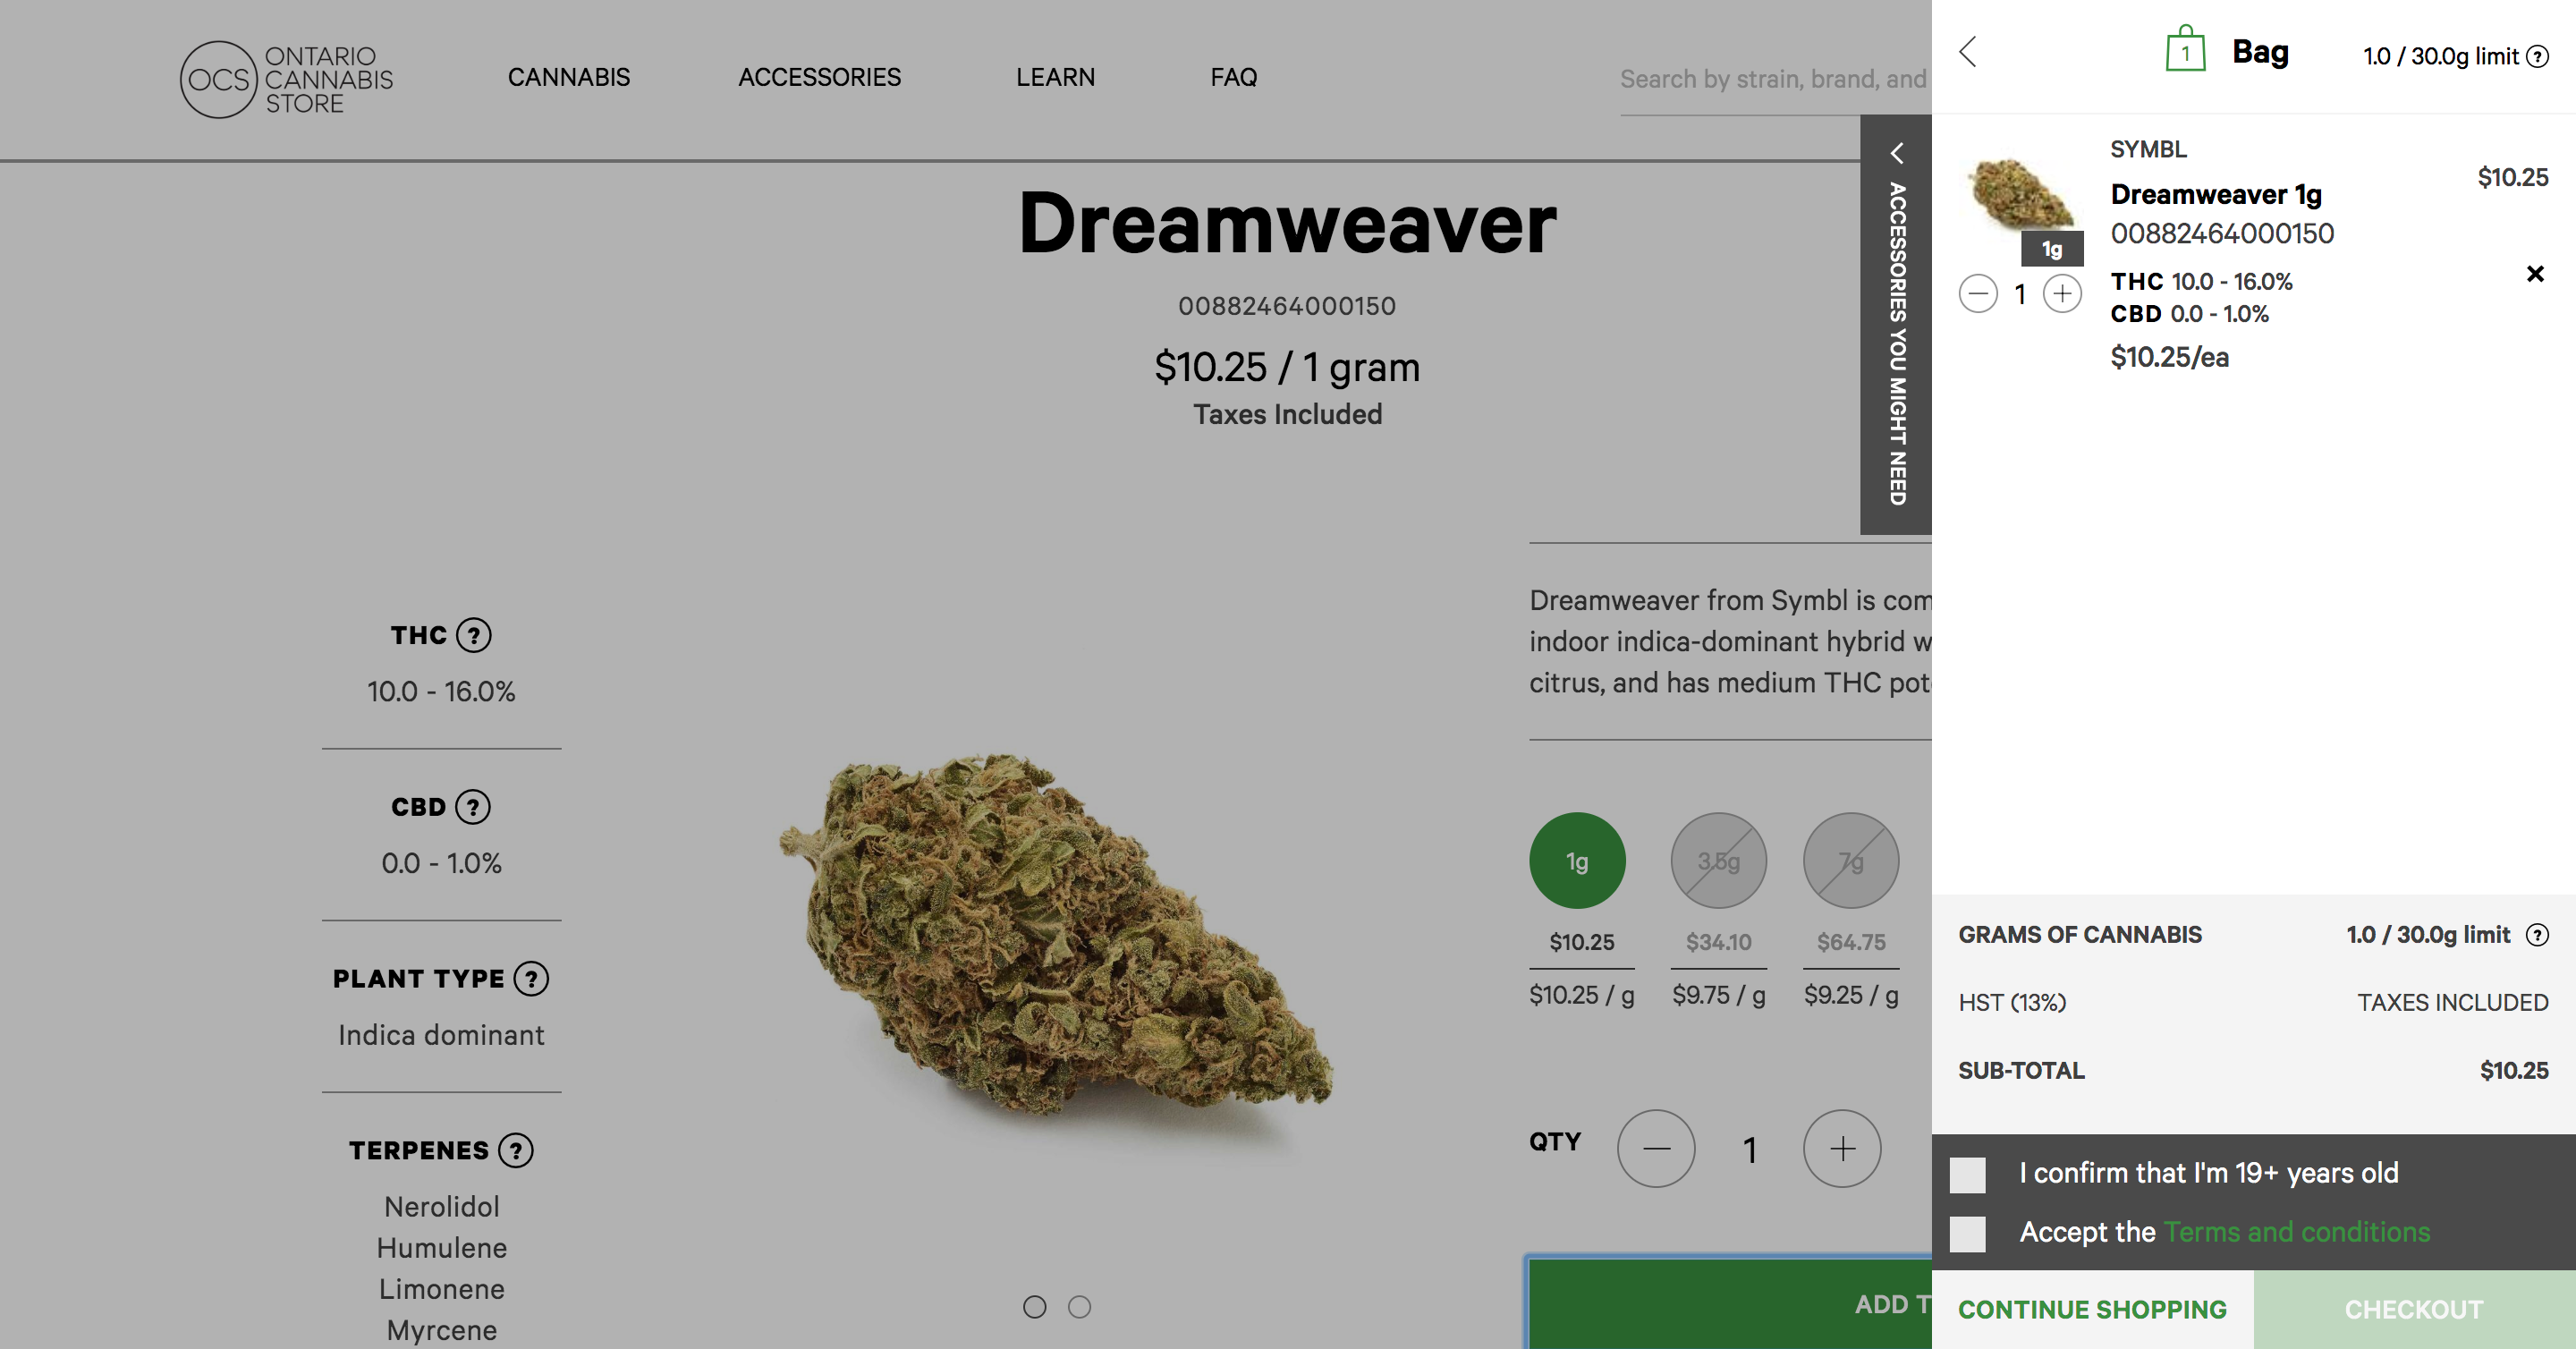 OCS
ONTARIO
CANNABIS
STORE
CANNABIS
ACCESSORIES
LEARN
FAQ
Search by strain, brand, and
Dreamweaver
00882464000150
$10.25 / 1 gram
Taxes Included
THC ?
10.0 - 16.0%
CBD ?
0.0 - 1.0%
PLANT TYPE ?
Indica dominant
TERPENES ?
Nerolidol
Humulene
Limonene
Myrcene
Dreamweaver from Symbl is com
indoor indica-dominant hybrid w
citrus, and has medium THC pot
1g
3.5g
7g
$10.25
$34.10
$64.75
$10.25 / g
$9.75 / g
$9.25 / g
QTY
1
ADD T
ACCESSORIES YOU MIGHT NEED
1
Bag
1.0 / 30.0g limit ?
SYMBL
Dreamweaver 1g
00882464000150
$10.25
1g
1
THC 10.0 - 16.0%
CBD 0.0 - 1.0%
$10.25/ea
GRAMS OF CANNABIS
1.0 / 30.0g limit ?
HST (13%)
TAXES INCLUDED
SUB-TOTAL
$10.25
I confirm that I'm 19+ years old
Accept the Terms and conditions
CONTINUE SHOPPING
CHECKOUT